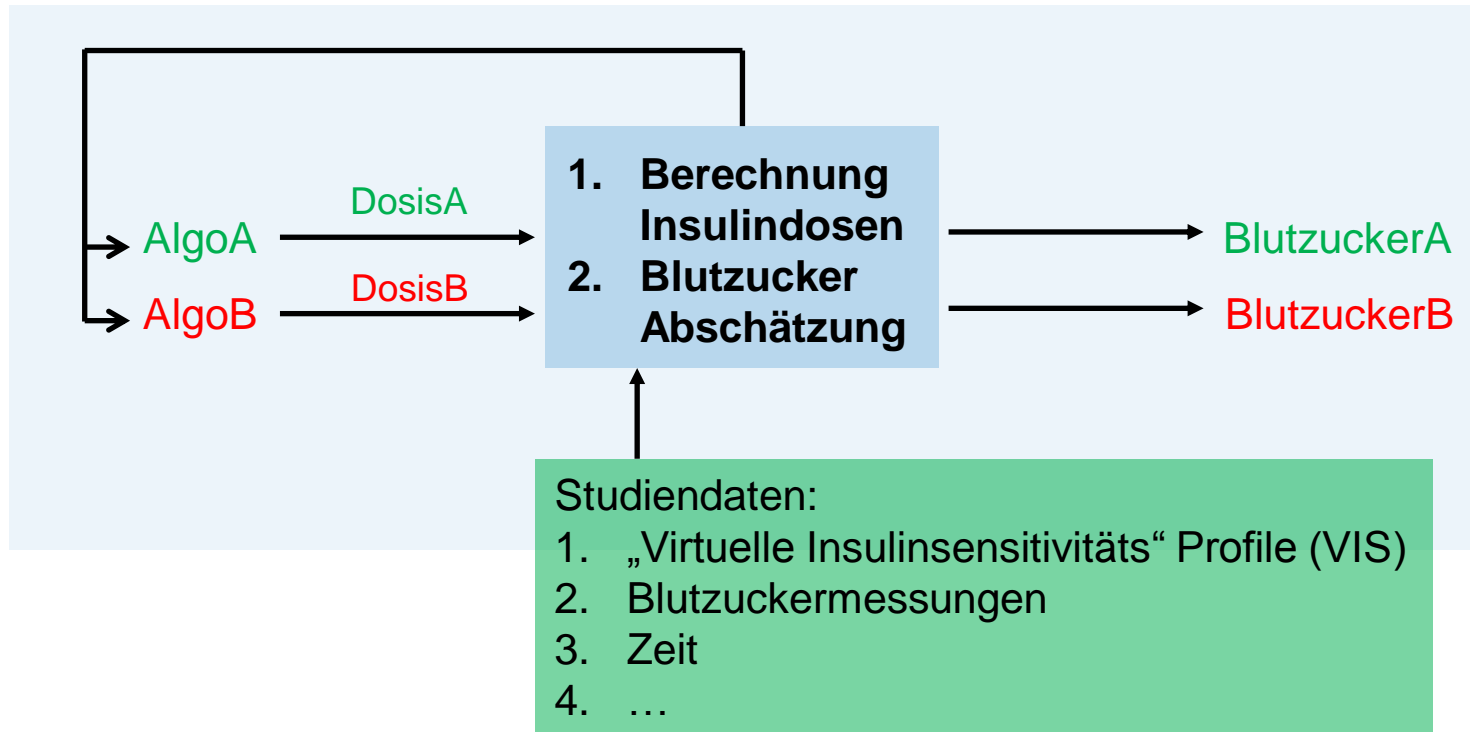 1. Berechnung
Insulindosen
2. Blutzucker
Abschätzung
AlgoA
DosisA
BlutzuckerA
AlgoB
DosisB
BlutzuckerB
Studiendaten:
1. „Virtuelle Insulinsensitivitäts“ Profile (VIS)
2. Blutzuckermessungen
3. Zeit
4. …